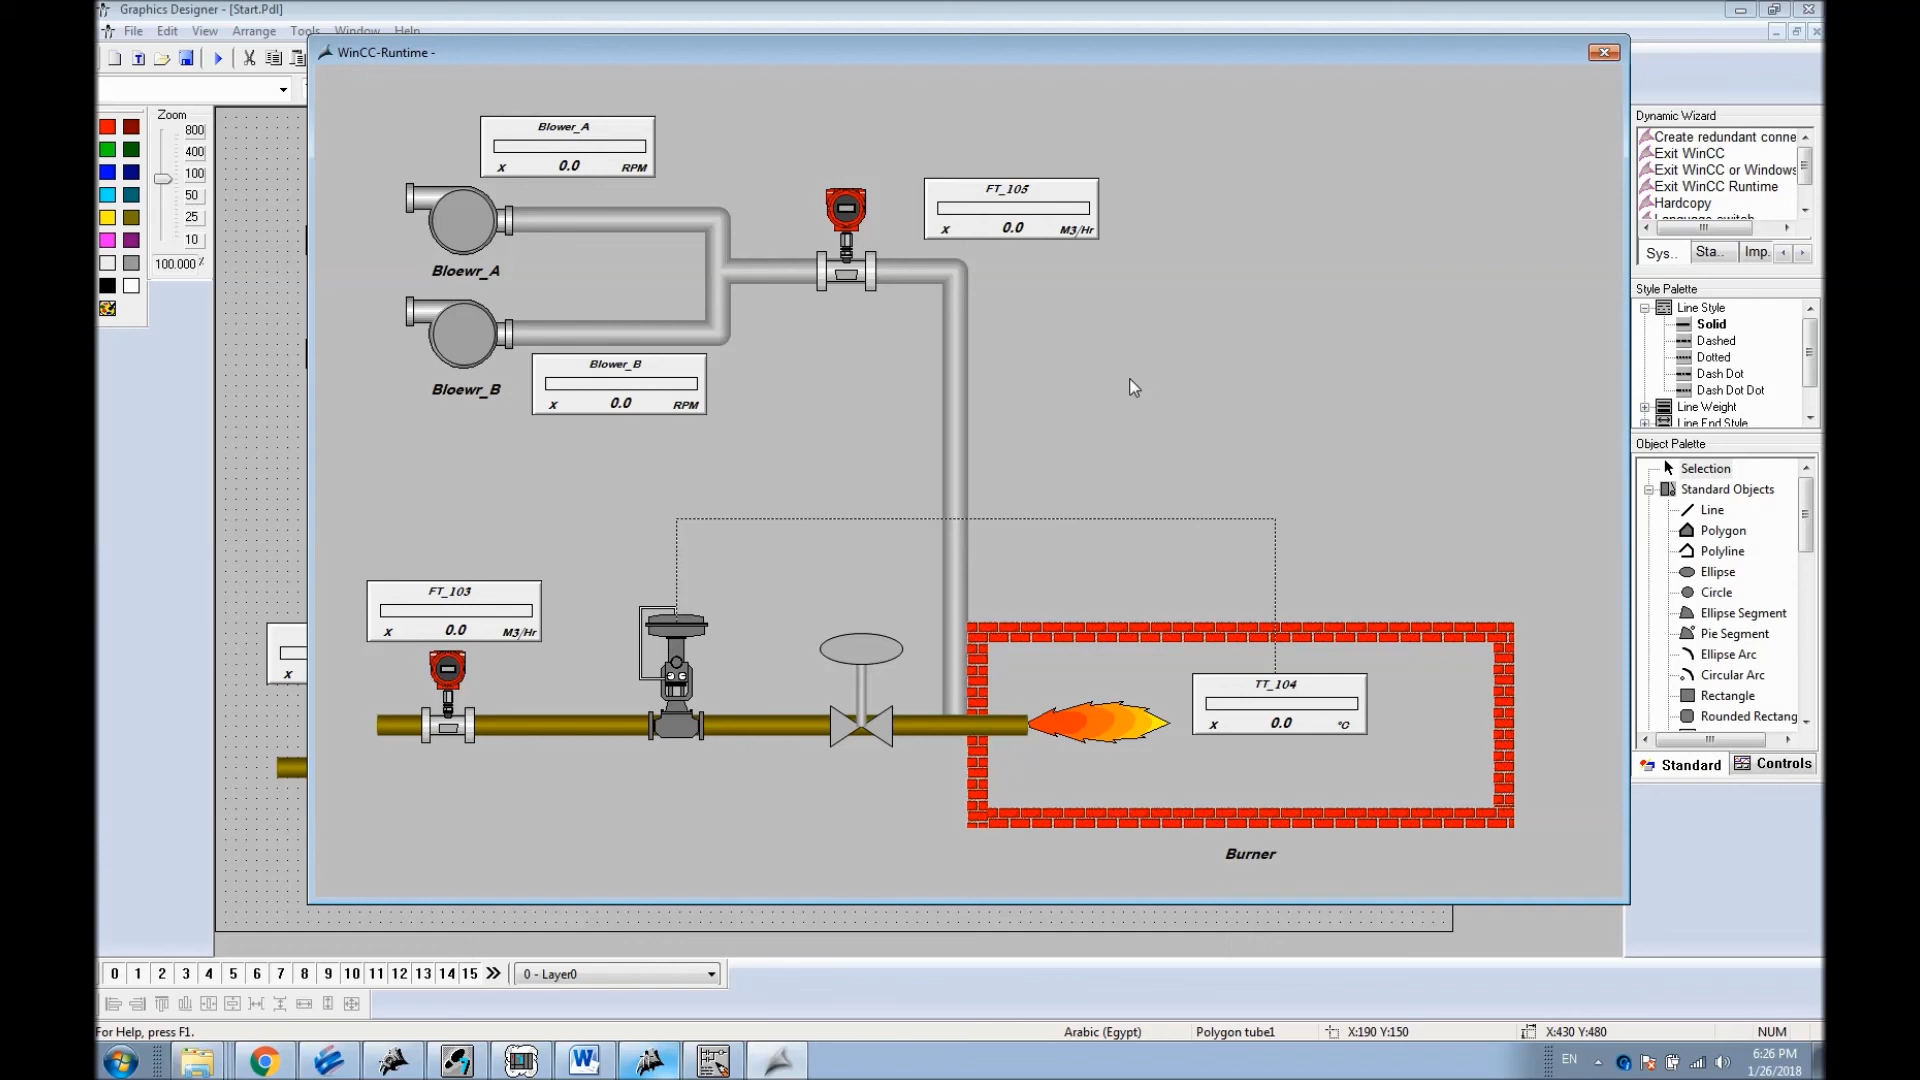 Graphics Designer - [Start.Pdl]
File Edit View Arrange Tools Window Help
WinCC-Runtime -
Zoom
800
400
100
50
25
10
100.000 %
Blower_A
x 0.0 RPM
FT_105
x 0.0 M3/Hr
Bloewr_A
Blower_B
x 0.0 RPM
Bloewr_B
FT_103
x 0.0 M3/Hr
x
TT_104
x 0.0 °C
Burner
Dynamic Wizard
Create redundant conne
Exit WinCC
Exit WinCC or Windows
Exit WinCC Runtime
Hardcopy
Language switch
Sys.. Sta.. Imp.
Style Palette
Line Style
Solid
Dashed
Dotted
Dash Dot
Dash Dot Dot
Line Weight
Line End Style
Object Palette
Selection
Standard Objects
Line
Polygon
Polyline
Ellipse
Circle
Ellipse Segment
Pie Segment
Ellipse Arc
Circular Arc
Rectangle
Rounded Rectang
Standard Controls
0 1 2 3 4 5 6 7 8 9 10 11 12 13 14 15 0 - Layer0
For Help, press F1. Arabic (Egypt) Polygon tube1 X:190 Y:150 X:430 Y:480 NUM
EN 6:26 PM
1/26/2018